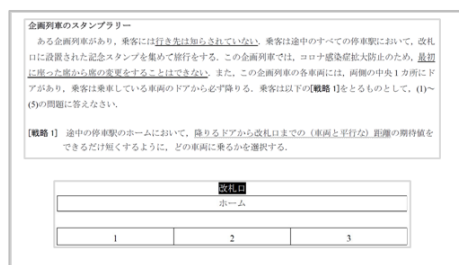 企画列車のスタンプラリー
ある企画列車があり、乗客には行き先は知らされていない．乗客は途中のすべての停車駅において、改札
口に設置された記念スタンプを集めて旅行をする．この企画列車では、コロナ感染症拡大防止のため、最初
に座った席から席の変更をすることはできない．また、この企画列車の各車両には、両側の中央1カ所にド
アがあり、乗客は乗車している車両のドアから必ず降りる．乗客は以下の[戦略 1]をとるものとして、(1)～
(5)の問題に答えなさい．
[戦略 1] 途中の停車駅のホームにおいて、降りるドアから改札口までの（車両と平行な）距離の期待値を
できるだけ短くするように、どの車両に乗るかを選択する．
改札口
ホーム
1 2 3